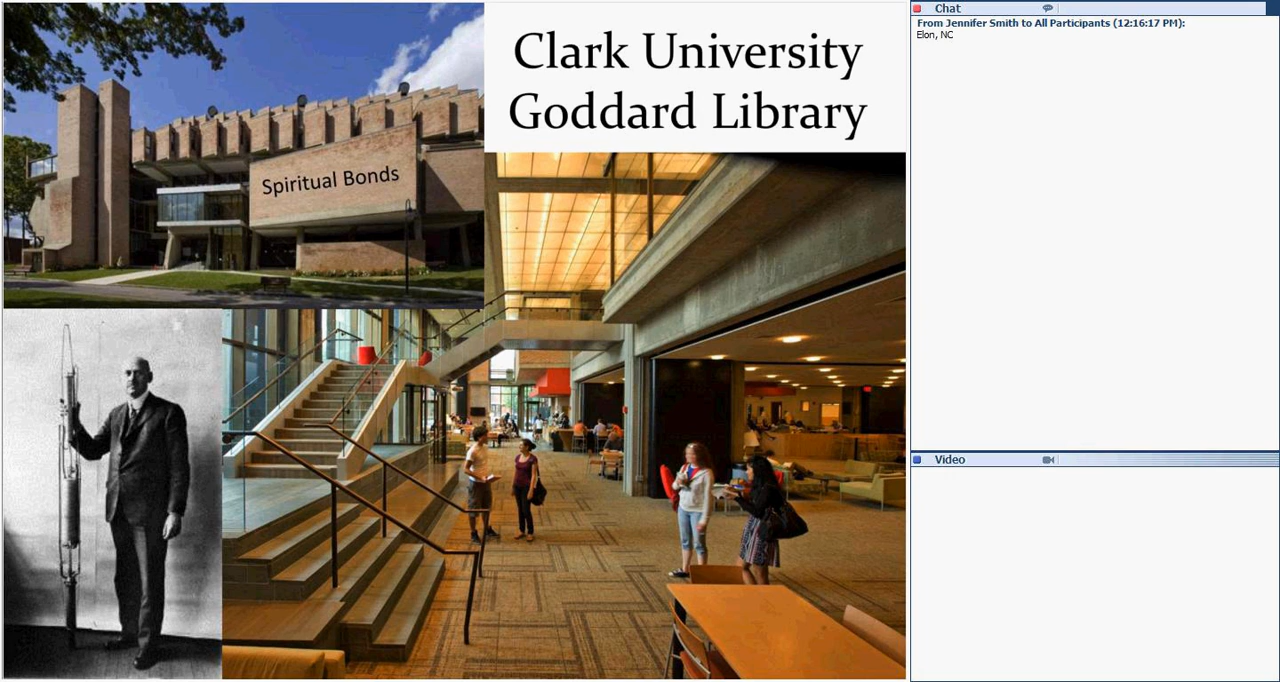 Clark University
Goddard Library
Spiritual Bonds
Chat
From Jennifer Smith to All Participants (12:16:17 PM):
Elon, NC
Video